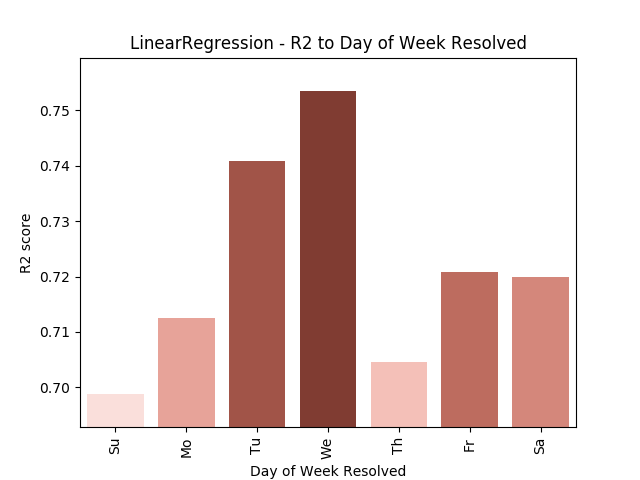 LinearRegression - R2 to Day of Week Resolved
R2 score
0.75
0.74
0.73
0.72
0.71
0.70
Su Mo Tu We Th Fr Sa
Day of Week Resolved